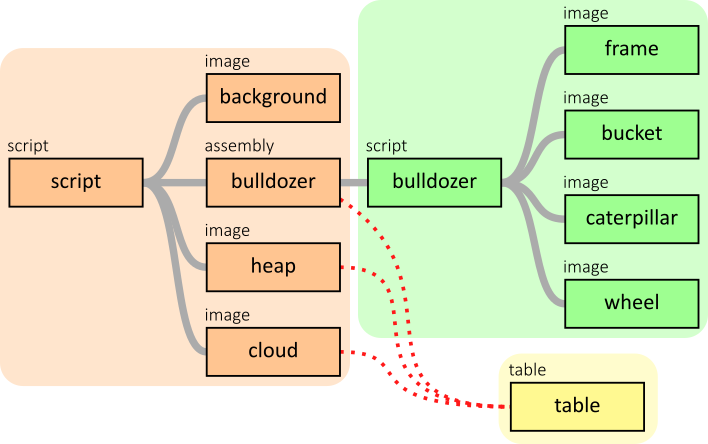 script
script
image
background
assembly
bulldozer
image
heap
image
cloud
script
bulldozer
image
frame
image
bucket
image
caterpillar
image
wheel
table
table